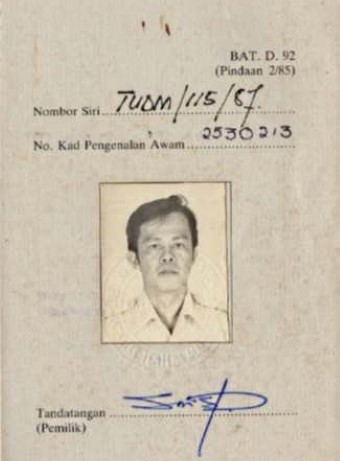 BAT. D. 92
(Pindaan 2/85)
Nombor Siri TUDM/115/87.
No. Kad Pengenalan Awam 2530213
Tandatangan
(Pemilik)